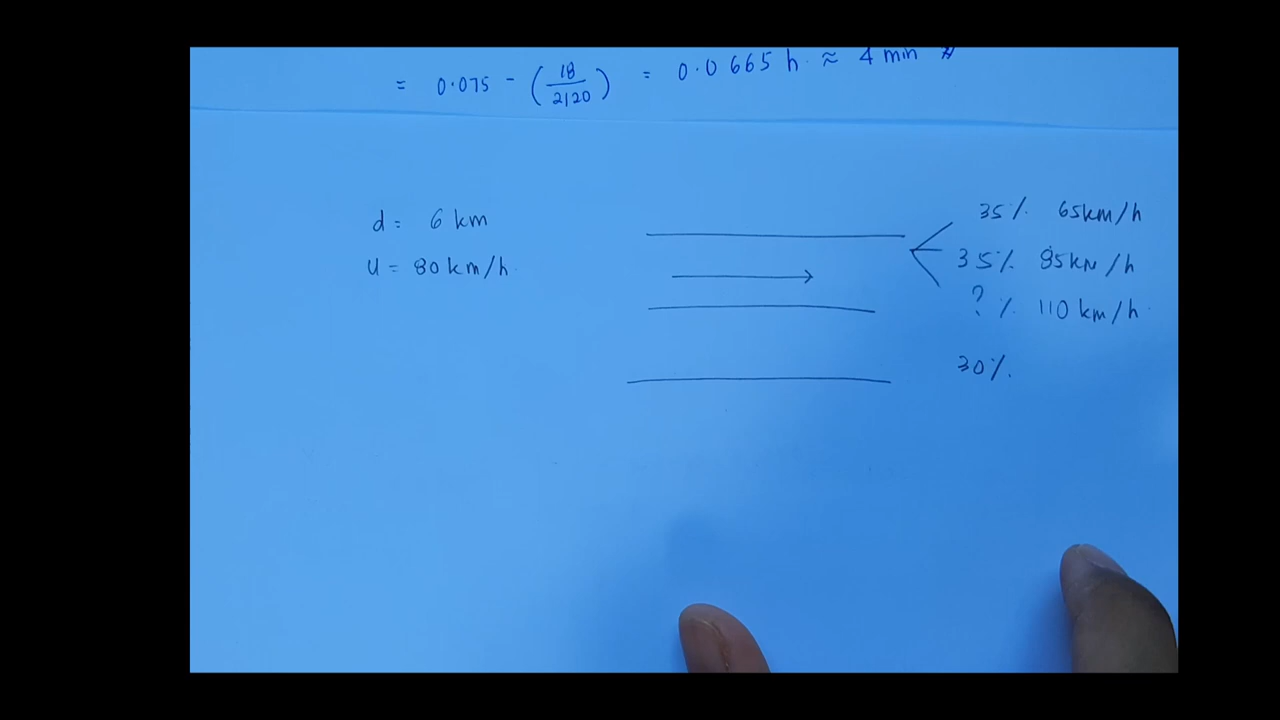 = 0.075 - (18/2120) = 0.0665 h. ≈ 4 min #
d = 6 km
u = 80 km/h.
35% 65km/h
35% 85km/h
?% 110 km/h.
30%.